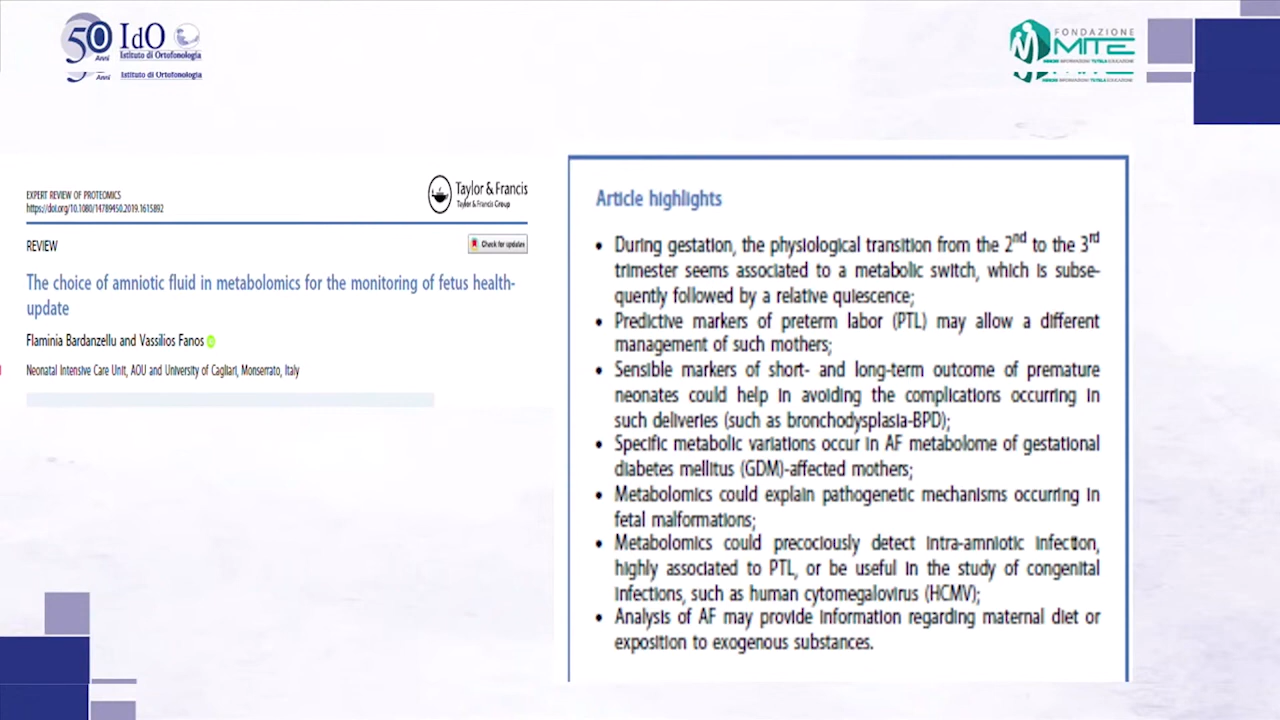 50 Anni IdO
Istituto di Ortofonologia
Anni Istituto di Ortofonologia
FONDAZIONE
MITE
MINORI INFORMAZIONI TUTELA EDUCAZIONE
EXPERT REVIEW OF PROTEOMICS
https://doi.org/10.1080/14789450.2019.1615892
Taylor & Francis
Taylor & Francis Group
REVIEW
Check for updates
The choice of amniotic fluid in metabolomics for the monitoring of fetus health-
update
Flaminia Bardanzellu and Vassilios Fanos
Neonatal Intensive Care Unit, AOU and University of Cagliari, Monserrato, Italy
Article highlights
• During gestation, the physiological transition from the 2nd to the 3rd
trimester seems associated to a metabolic switch, which is subse-
quently followed by a relative quiescence;
• Predictive markers of preterm labor (PTL) may allow a different
management of such mothers;
• Sensible markers of short- and long-term outcome of premature
neonates could help in avoiding the complications occurring in
such deliveries (such as bronchodysplasia-BPD);
• Specific metabolic variations occur in AF metabolome of gestational
diabetes mellitus (GDM)-affected mothers;
• Metabolomics could explain pathogenetic mechanisms occurring in
fetal malformations;
• Metabolomics could precociously detect intra-amniotic infection,
highly associated to PTL, or be useful in the study of congenital
infections, such as human cytomegalovirus (HCMV);
• Analysis of AF may provide information regarding maternal diet or
exposition to exogenous substances.